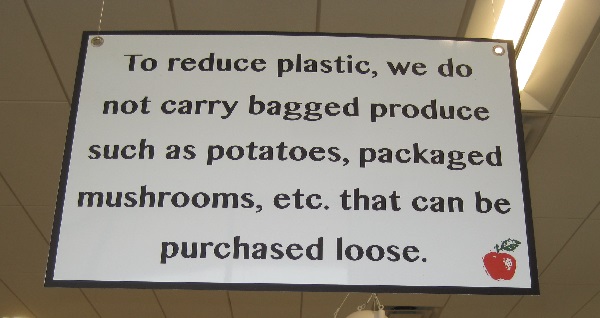 To reduce plastic, we do
not carry bagged produce
such as potatoes, packaged
mushrooms, etc. that can be
purchased loose.